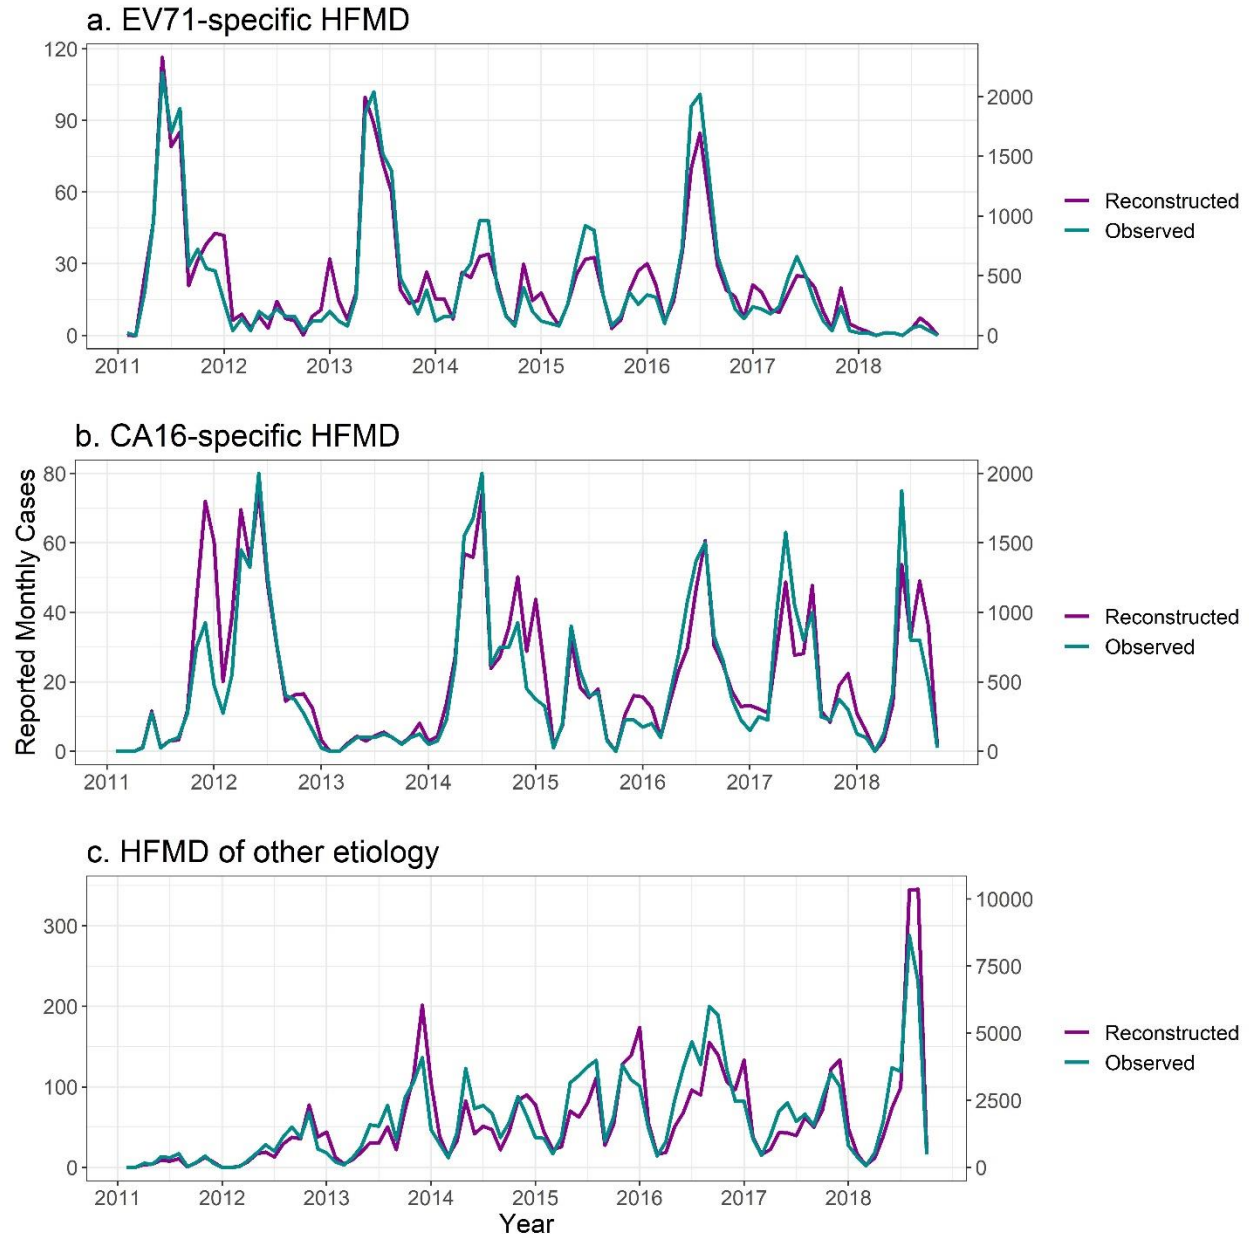 a. EV71-specific HFMD
120
90
60
30
0
2000
1500
1000
500
0
2011 2012 2013 2014 2015 2016 2017 2018
Reconstructed
Observed
b. CA16-specific HFMD
Reported Monthly Cases
80
60
40
20
0
2000
1500
1000
500
0
2011 2012 2013 2014 2015 2016 2017 2018
Reconstructed
Observed
c. HFMD of other etiology
300
200
100
0
10000
7500
5000
2500
0
2011 2012 2013 2014 2015 2016 2017 2018
Year
Reconstructed
Observed